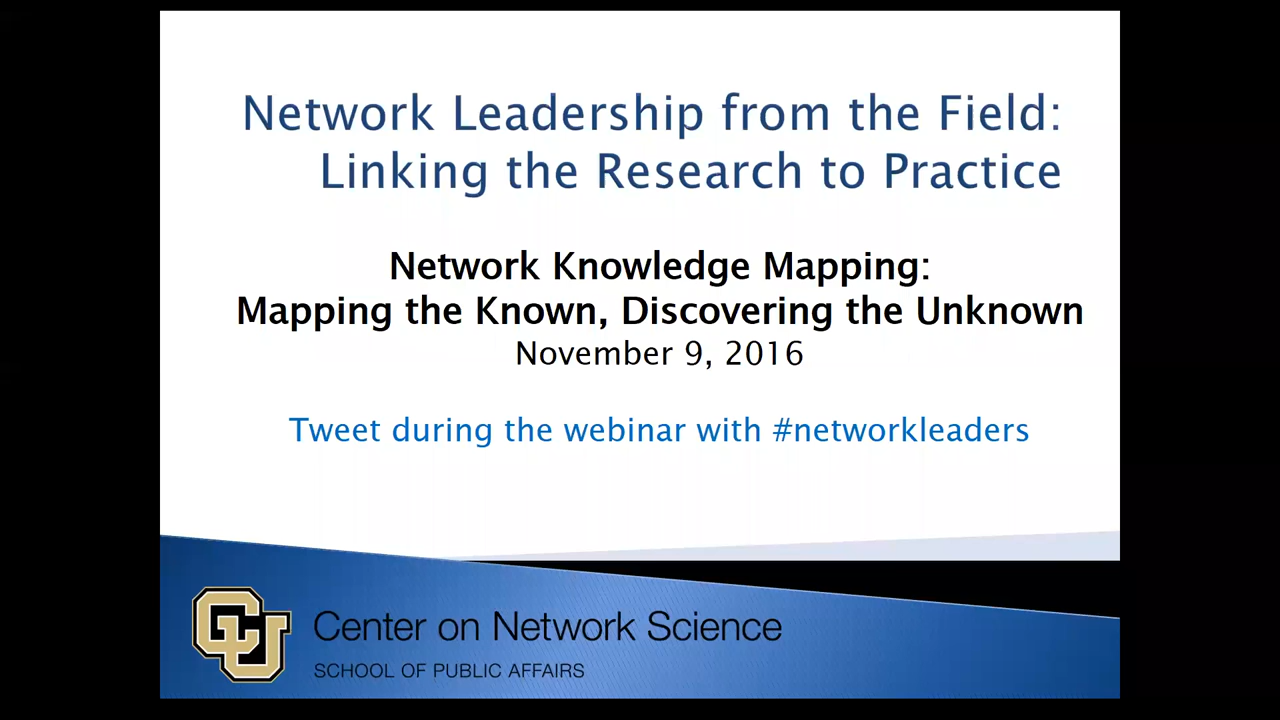 Network Leadership from the Field:
Linking the Research to Practice
Network Knowledge Mapping:
Mapping the Known, Discovering the Unknown
November 9, 2016
Tweet during the webinar with #networkleaders
CU
Center on Network Science
SCHOOL OF PUBLIC AFFAIRS